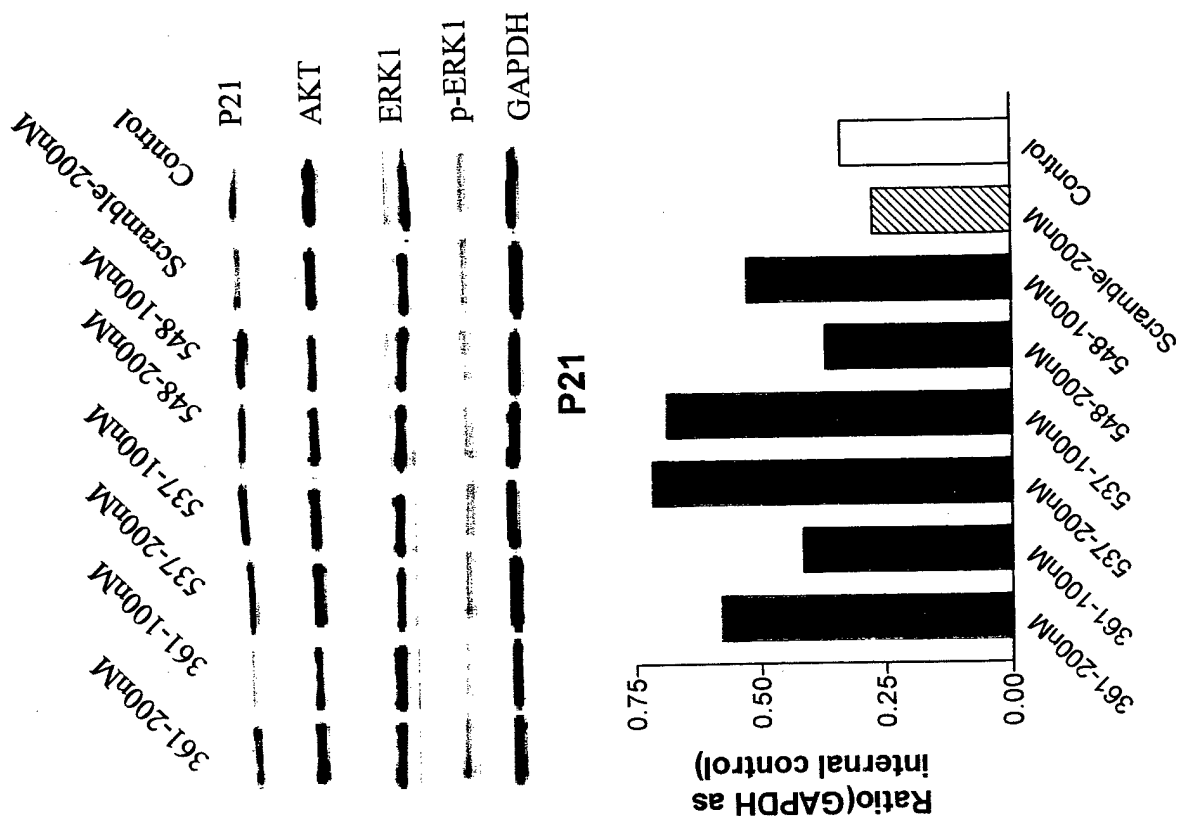 361-200nM
361-100nM
537-200nM
537-100nM
548-200nM
548-100nM
Scramble-200nM
Control
P21
AKT
ERK1
p-ERK1
GAPDH
P21
Ratio(GAPDH as
internal control)
0.75
0.50
0.25
0.00
361-200nM
361-100nM
537-200nM
537-100nM
548-200nM
548-100nM
Scramble-200nM
Control